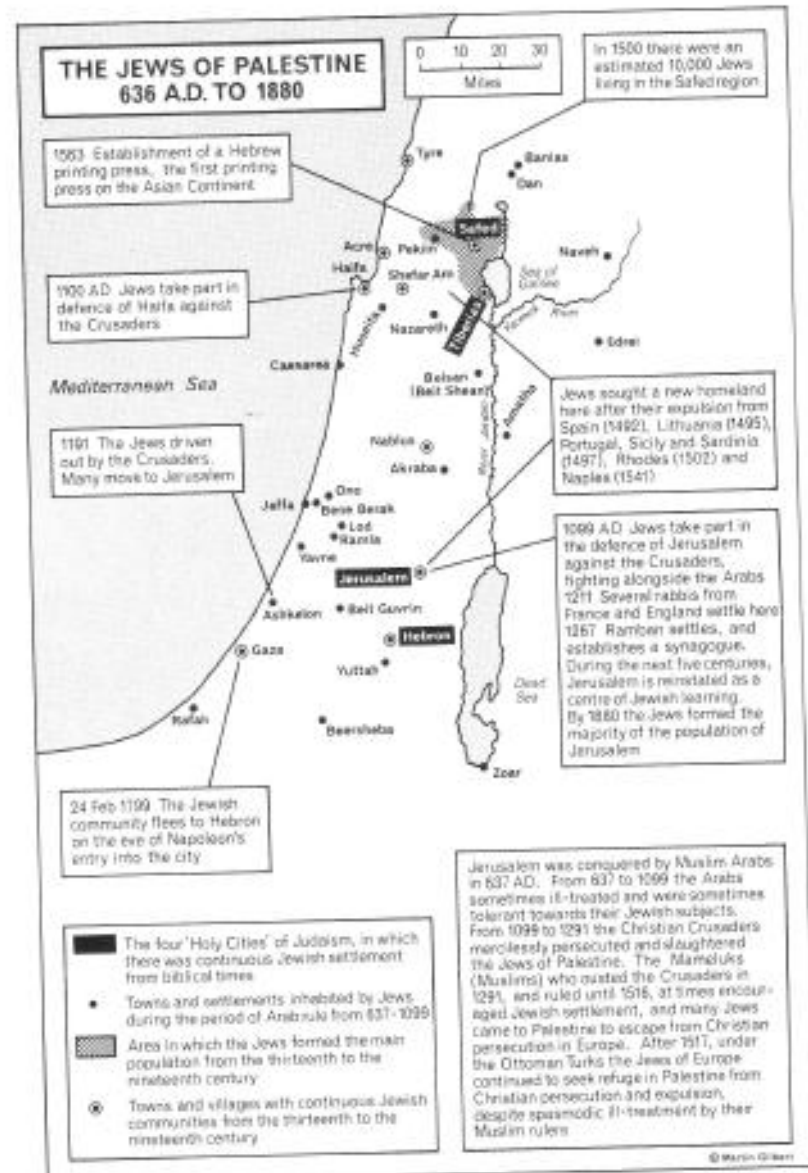 THE JEWS OF PALESTINE
636 A.D. TO 1880
0 10 20 30
Miles
In 1500 there were an
estimated 10,000 Jews
living in the Safed region
1563 Establishment of a Hebrew
printing press, the first printing
press on the Asian Continent
Tyre
Banias
Dan
Safed
Acre
Pekiin
Naveh
Haifa
Shefar Am
Sea of
Galilee
1100 AD Jews take part in
defence of Haifa against
the Crusaders
Tiberias
Yarmuk River
Nazareth
Husseifa
Edrei
Caesarea
Beisan
(Beit Shean)
Mediterranean Sea
Amatha
River Jordan
Jews sought a new homeland
here after their expulsion from
Spain (1492), Lithuania (1495),
Portugal, Sicily and Sardinia
(1497), Rhodes (1502) and
Naples (1541)
1191 The Jews driven
out by the Crusaders.
Many move to Jerusalem
Nablus
Akraba
Ono
Jaffa
Bene Berak
Lod
Ramla
Yavne
Jerusalem
1099 AD Jews take part in
the defence of Jerusalem
against the Crusaders,
fighting alongside the Arabs
1211 Several rabbis from
France and England settle here
1267 Ramban settles, and
establishes a synagogue.
During the next five centuries,
Jerusalem is reinstated as a
centre of Jewish learning.
By 1880 the Jews formed the
majority of the population of
Jerusalem
Ashkelon
Beit Guvrin
Hebron
Gaza
Yuttah
Dead
Sea
Rafah
Beersheba
Zoar
24 Feb 1799 The Jewish
community flees to Hebron
on the eve of Napoleon's
entry into the city
Jerusalem was conquered by Muslim Arabs
in 637 AD. From 637 to 1099 the Arabs
sometimes ill-treated and were sometimes
tolerant towards their Jewish subjects.
From 1099 to 1291 the Christian Crusaders
mercilessly persecuted and slaughtered
the Jews of Palestine. The Mameluks
(Muslims) who ousted the Crusaders in
1291, and ruled until 1516, at times encour-
aged Jewish settlement, and many Jews
came to Palestine to escape from Christian
persecution in Europe. After 1517, under
the Ottoman Turks the Jews of Europe
continued to seek refuge in Palestine from
Christian persecution and expulsion,
despite spasmodic ill-treatment by their
Muslim rulers
The four 'Holy Cities' of Judaism, in which
there was continuous Jewish settlement
from biblical times
Towns and settlements inhabited by Jews
during the period of Arab rule from 637-1099
Area in which the Jews formed the main
population from the thirteenth to the
nineteenth century
Towns and villages with continuous Jewish
communities from the thirteenth to the
nineteenth century
© Martin Gilbert